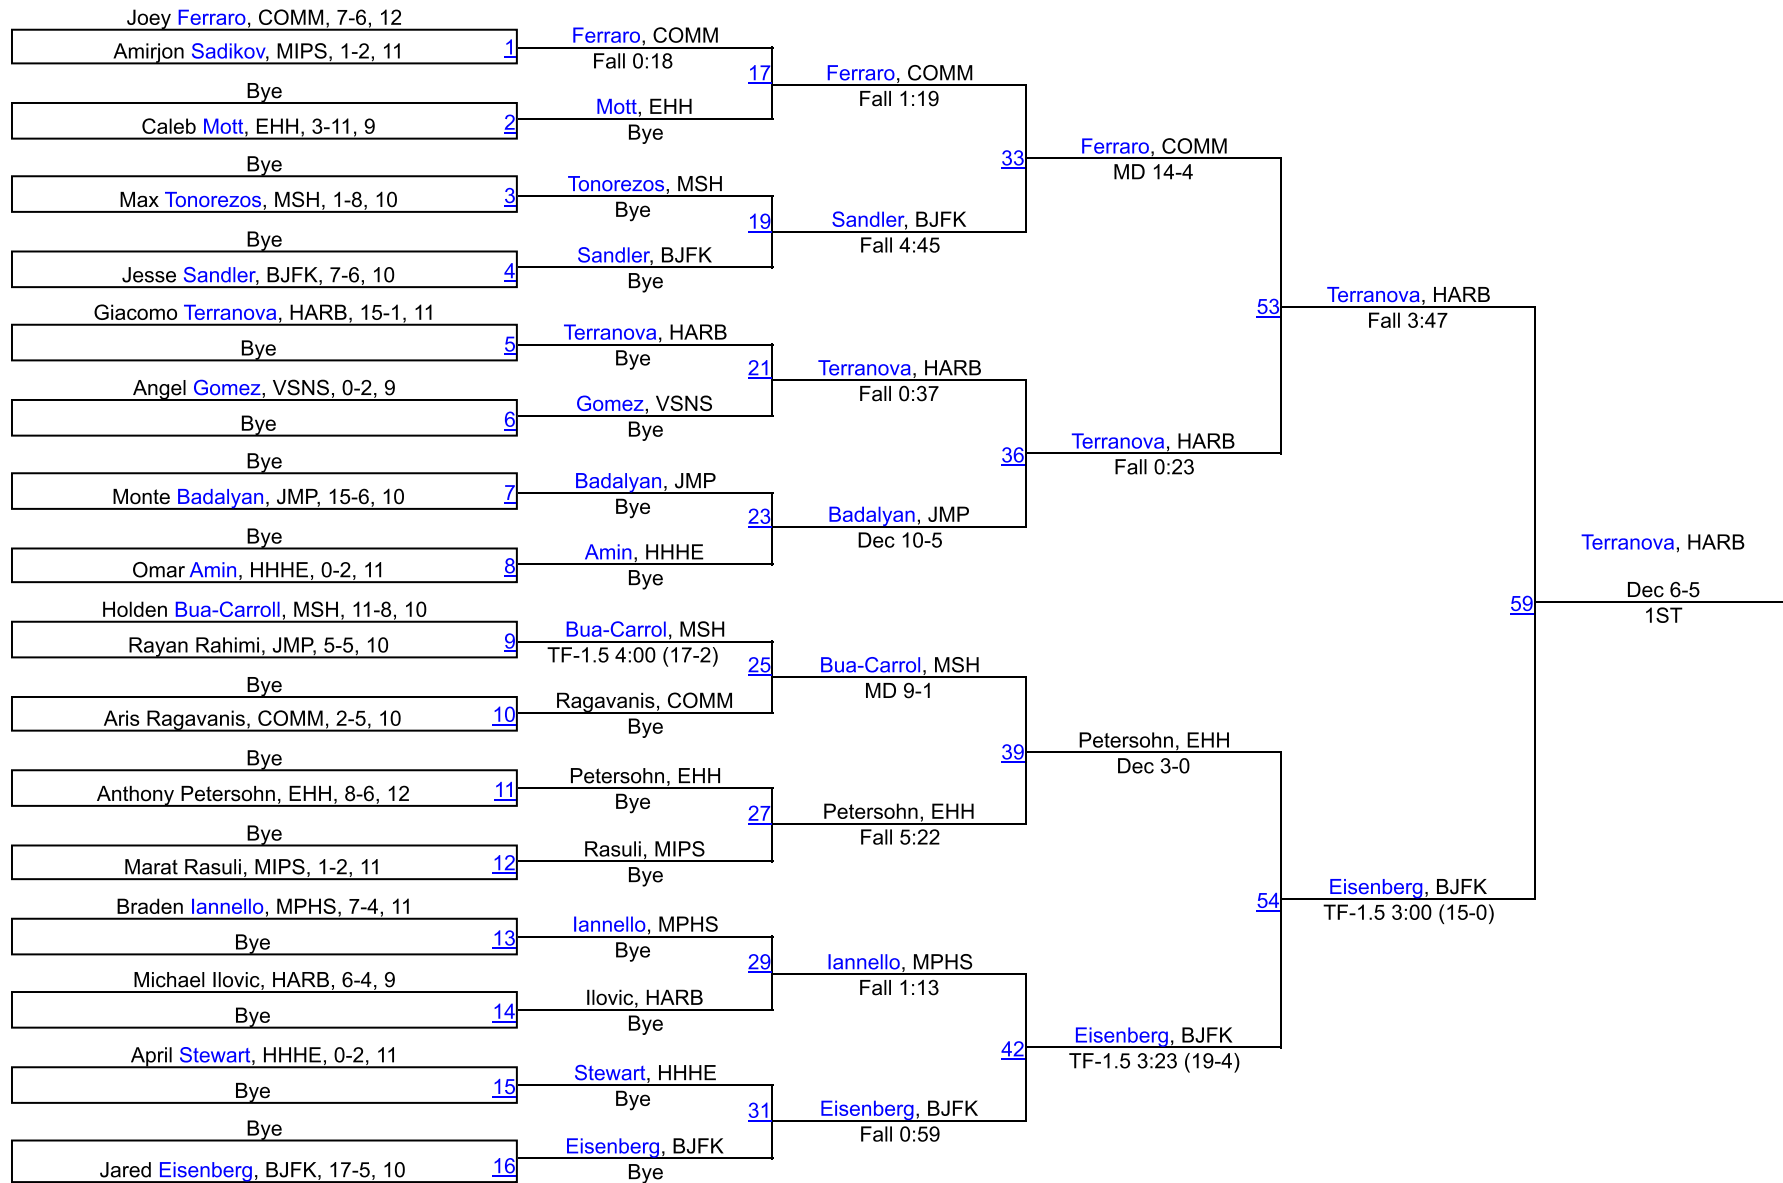 Joey Ferraro, COMM, 7-6, 12
Amirjon Sadikov, MIPS, 1-2, 11
1
Bye
Caleb Mott, EHH, 3-11, 9
2
Bye
Max Tonorezos, MSH, 1-8, 10
3
Bye
Jesse Sandler, BJFK, 7-6, 10
4
Giacomo Terranova, HARB, 15-1, 11
Bye
5
Angel Gomez, VSNS, 0-2, 9
Bye
6
Bye
Monte Badalyan, JMP, 15-6, 10
7
Bye
Omar Amin, HHHE, 0-2, 11
8
Holden Bua-Carroll, MSH, 11-8, 10
Rayan Rahimi, JMP, 5-5, 10
9
Bye
Aris Ragavanis, COMM, 2-5, 10
10
Bye
Anthony Petersohn, EHH, 8-6, 12
11
Bye
Marat Rasuli, MIPS, 1-2, 11
12
Braden Iannello, MPHS, 7-4, 11
Bye
13
Michael Ilovic, HARB, 6-4, 9
Bye
14
April Stewart, HHHE, 0-2, 11
Bye
15
Bye
Jared Eisenberg, BJFK, 17-5, 10
16
Ferraro, COMM
Fall 0:18
17
Mott, EHH
Bye
Tonorezos, MSH
Bye
19
Sandler, BJFK
Bye
Terranova, HARB
Bye
21
Gomez, VSNS
Bye
Badalyan, JMP
Bye
23
Amin, HHHE
Bye
Bua-Carrol, MSH
TF-1.5 4:00 (17-2)
25
Ragavanis, COMM
Bye
Petersohn, EHH
Bye
27
Rasuli, MIPS
Bye
Iannello, MPHS
Bye
29
Ilovic, HARB
Bye
Stewart, HHHE
Bye
31
Eisenberg, BJFK
Bye
Ferraro, COMM
Fall 1:19
33
Sandler, BJFK
Fall 4:45
Terranova, HARB
Fall 0:37
36
Badalyan, JMP
Dec 10-5
Bua-Carrol, MSH
MD 9-1
39
Petersohn, EHH
Fall 5:22
Iannello, MPHS
Fall 1:13
42
Eisenberg, BJFK
Fall 0:59
Ferraro, COMM
MD 14-4
53
Terranova, HARB
Fall 0:23
Petersohn, EHH
Dec 3-0
54
Eisenberg, BJFK
TF-1.5 3:23 (19-4)
Terranova, HARB
Fall 3:47
59
Eisenberg, BJFK
TF-1.5 3:00 (15-0)
Terranova, HARB
Dec 6-5
1ST